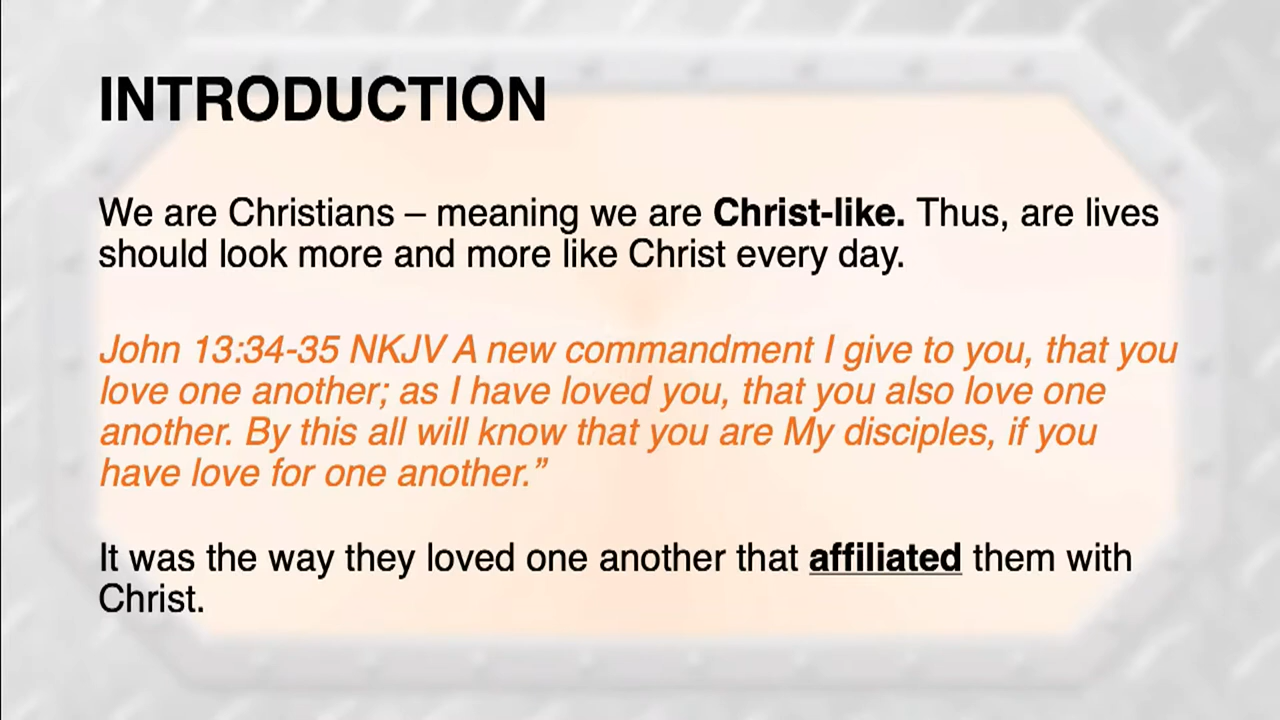 INTRODUCTION
We are Christians – meaning we are Christ-like. Thus, are lives
should look more and more like Christ every day.
John 13:34-35 NKJV A new commandment I give to you, that you
love one another; as I have loved you, that you also love one
another. By this all will know that you are My disciples, if you
have love for one another.”
It was the way they loved one another that affiliated them with
Christ.